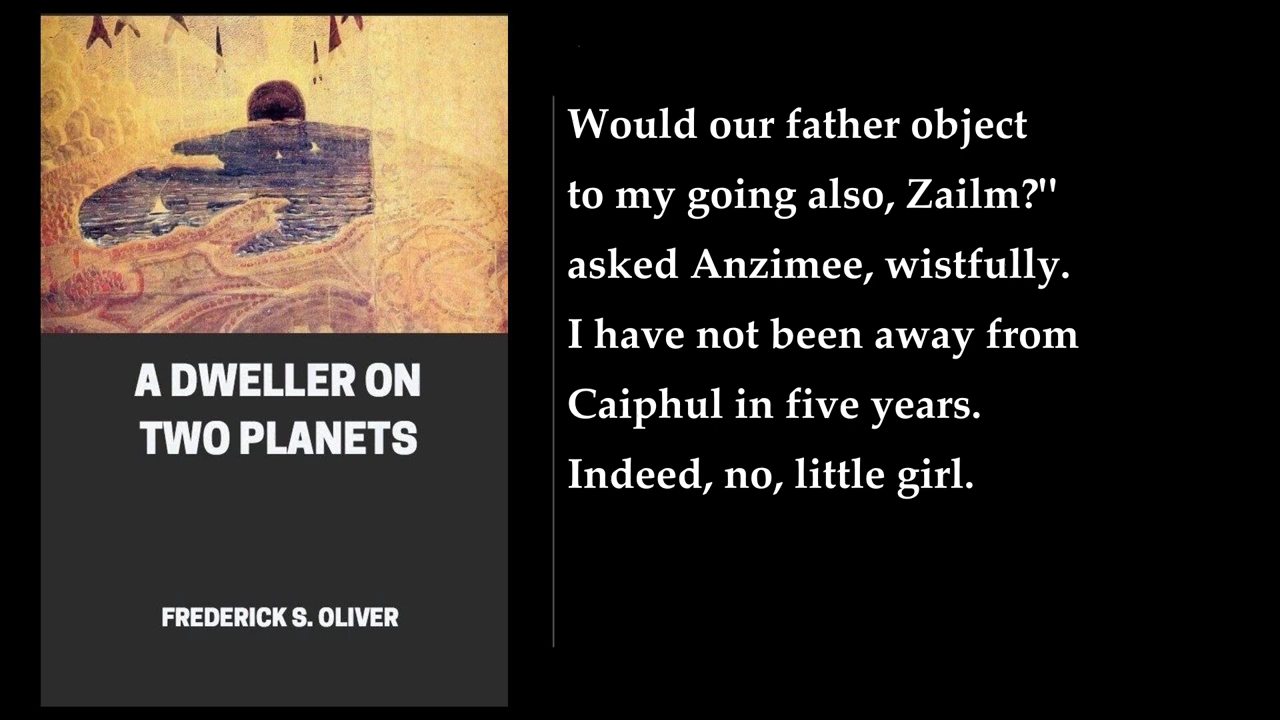 A DWELLER ON
TWO PLANETS
FREDERICK S. OLIVER
Would our father object
to my going also, Zailm?"
asked Anzimee, wistfully.
I have not been away from
Caiphul in five years.
Indeed, no, little girl.